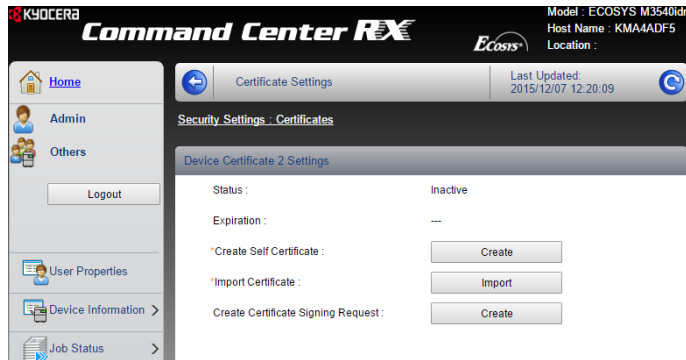 KYOCERA
Command Center RX
Ecosys
Model : ECOSYS M3540idn
Host Name : KMA4ADF5
Location :
Home
Admin
Others
Logout
User Properties
Device Information
Job Status
Certificate Settings
Last Updated:
2015/12/07 12:20:09
Security Settings : Certificates
Device Certificate 2 Settings
Status :
Inactive
Expiration :
---
*Create Self Certificate :
Create
*Import Certificate :
Import
Create Certificate Signing Request :
Create